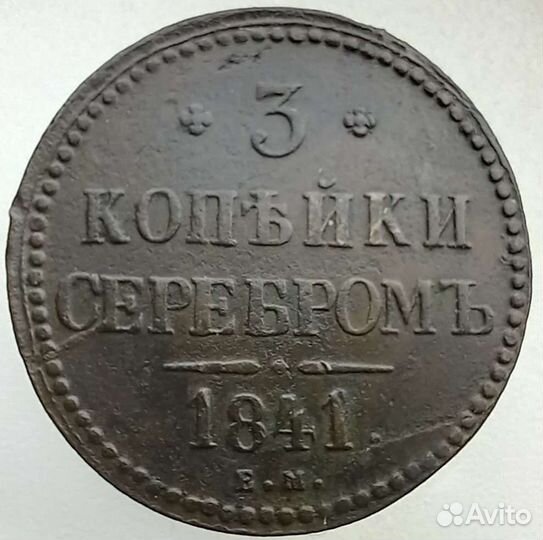 3
КОПѢЙКИ
СЕРЕБРОМЪ
1841.
Е.М.
Avito